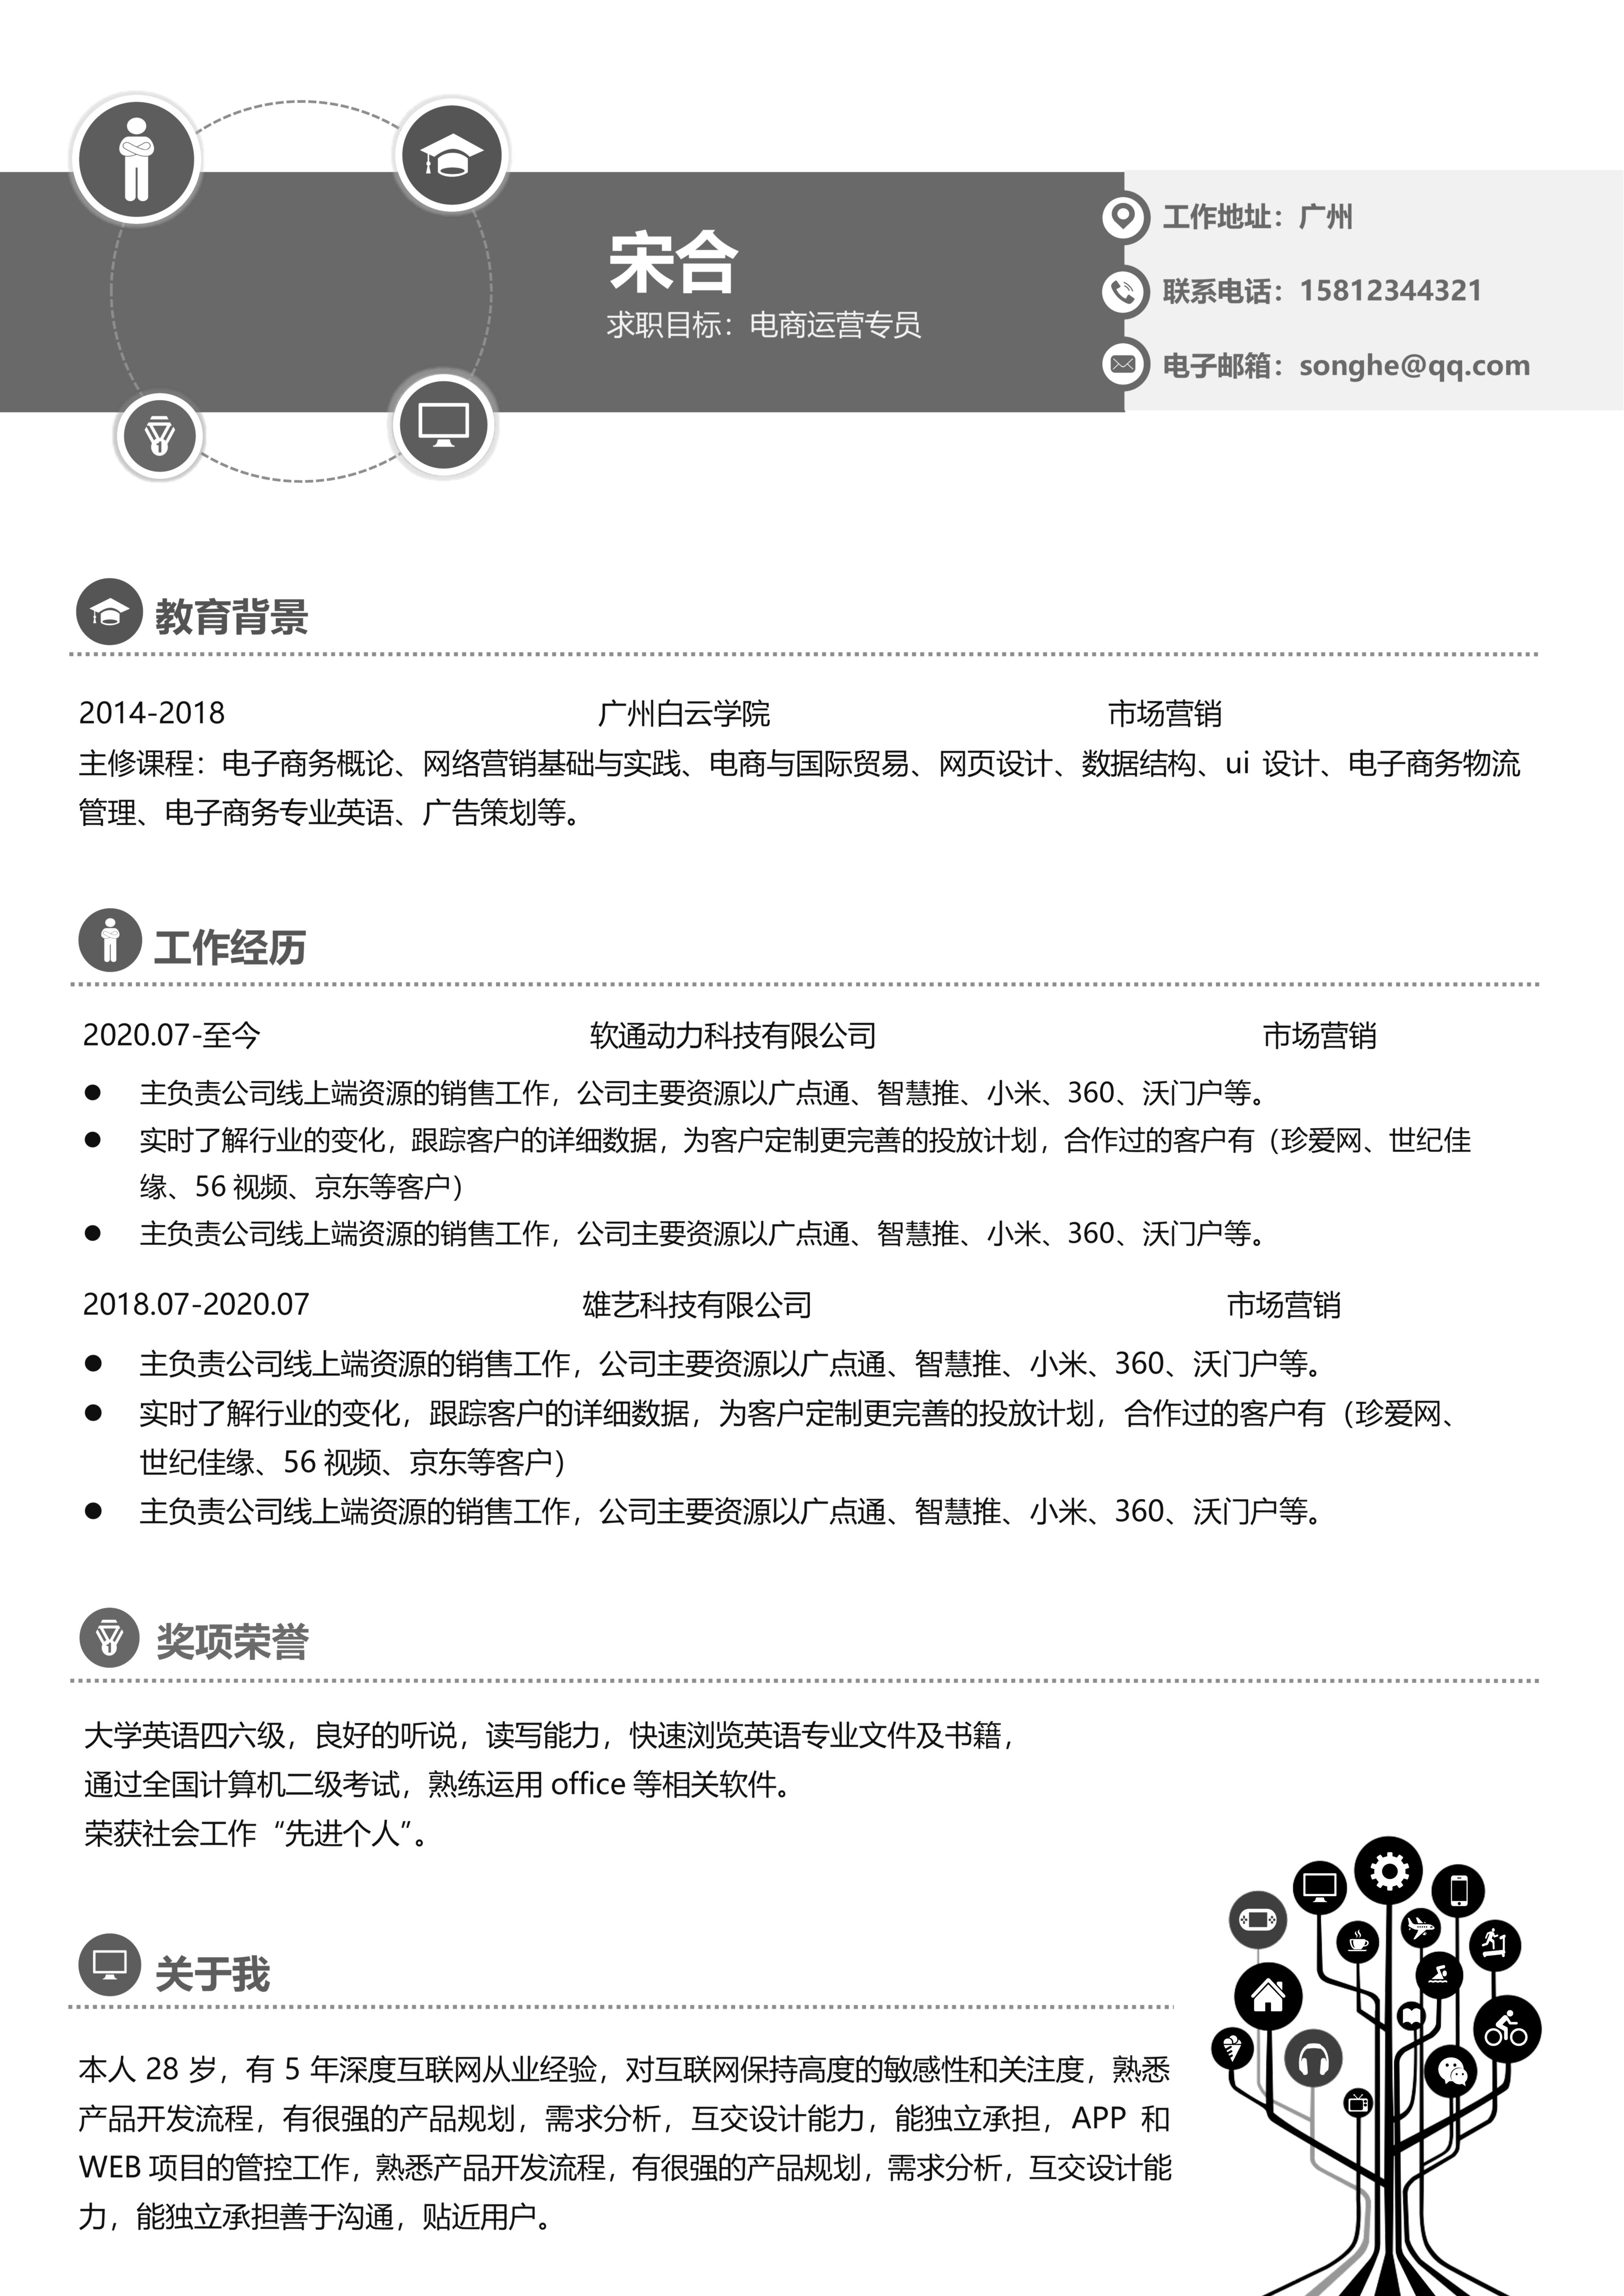 宋合
求职目标：电商运营专员
工作地址：广州
联系电话：15812344321
电子邮箱：songhe@qq.com
教育背景
2014-2018 广州白云学院 市场营销
主修课程：电子商务概论、网络营销基础与实践、电商与国际贸易、网页设计、数据结构、ui 设计、电子商务物流
管理、电子商务专业英语、广告策划等。
工作经历
2020.07-至今 软通动力科技有限公司 市场营销
● 主负责公司线上端资源的销售工作，公司主要资源以广点通、智慧推、小米、360、沃门户等。
● 实时了解行业的变化，跟踪客户的详细数据，为客户定制更完善的投放计划，合作过的客户有（珍爱网、世纪佳
缘、56 视频、京东等客户）
● 主负责公司线上端资源的销售工作，公司主要资源以广点通、智慧推、小米、360、沃门户等。
2018.07-2020.07 雄艺科技有限公司 市场营销
● 主负责公司线上端资源的销售工作，公司主要资源以广点通、智慧推、小米、360、沃门户等。
● 实时了解行业的变化，跟踪客户的详细数据，为客户定制更完善的投放计划，合作过的客户有（珍爱网、
世纪佳缘、56 视频、京东等客户）
● 主负责公司线上端资源的销售工作，公司主要资源以广点通、智慧推、小米、360、沃门户等。
奖项荣誉
大学英语四六级，良好的听说，读写能力，快速浏览英语专业文件及书籍，
通过全国计算机二级考试，熟练运用 office 等相关软件。
荣获社会工作“先进个人”。
关于我
本人 28 岁，有 5 年深度互联网从业经验，对互联网保持高度的敏感性和关注度，熟悉
产品开发流程，有很强的产品规划，需求分析，互交设计能力，能独立承担，APP 和
WEB 项目的管控工作，熟悉产品开发流程，有很强的产品规划，需求分析，互交设计能
力，能独立承担善于沟通，贴近用户。